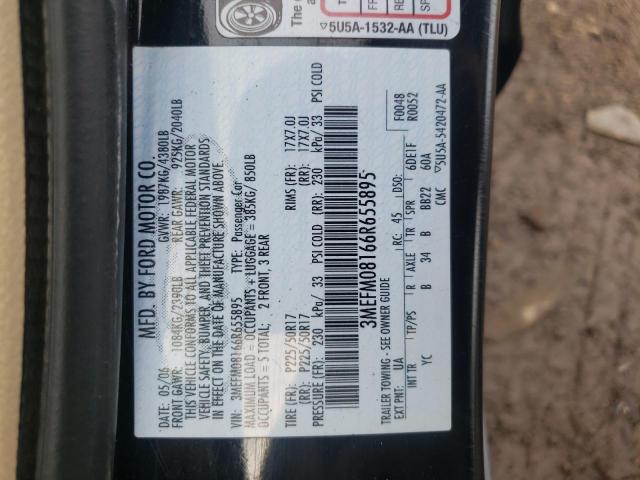 The c
a
T
FR
RE
SP
▽5U5A-1532-AA (TLU)
MFD. BY FORD MOTOR CO.
05/06 GVWR: 1987KG/4380LB
FRONT GAWR: 1084KG/2390LB REAR GAWR: 925KG/2040LB
THIS VEHICLE CONFORMS TO ALL APPLICABLE FEDERAL MOTOR
VEHICLE SAFETY, BUMPER, AND THEFT PREVENTION STANDARDS
IN EFFECT ON THE DATE OF MANUFACTURE SHOWN ABOVE.
VIN: 3MEFM08166R655895 TYPE: Passenger Car
MAXIMUM LOAD = OCCUPANTS + LUGGAGE = 385KG/ 850LB
OCCUPANTS = 5 TOTAL; 2 FRONT, 3 REAR
TIRE (FR): P225/50R17 RIMS (FR): 17X7.0J
(RR): P225/50R17 (RR): 17X7.0J
PRESSURE (FR): 230 kPa/ 33 PSI COLD (RR): 230 kPa/ 33 PSI COLD
3MEFM08166R655895
TRAILER TOWING - SEE OWNER GUIDE F0048
R0052
EXT PNT: UA RC: 45 DSO: 6DE1F
INT TR TP/PS R AXLE TR SPR 60A
YC B 34 B BB22
CMC ▽5U5A-5420472-AA